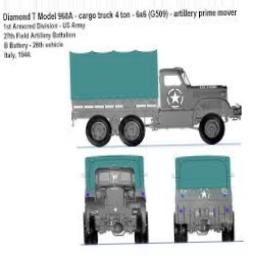 Diamond T Model 968A - cargo truck 4 ton - 6x6 (G509) - artillery prime mover
1st Armored Division - US Army
27th Field Artillery Battalion
B Battery - 26th vehicle
Italy, 1944.